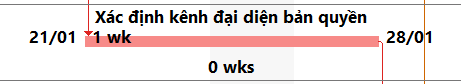 Xác định kênh đại diện bản quyền
21/01 1 wk 28/01
0 wks